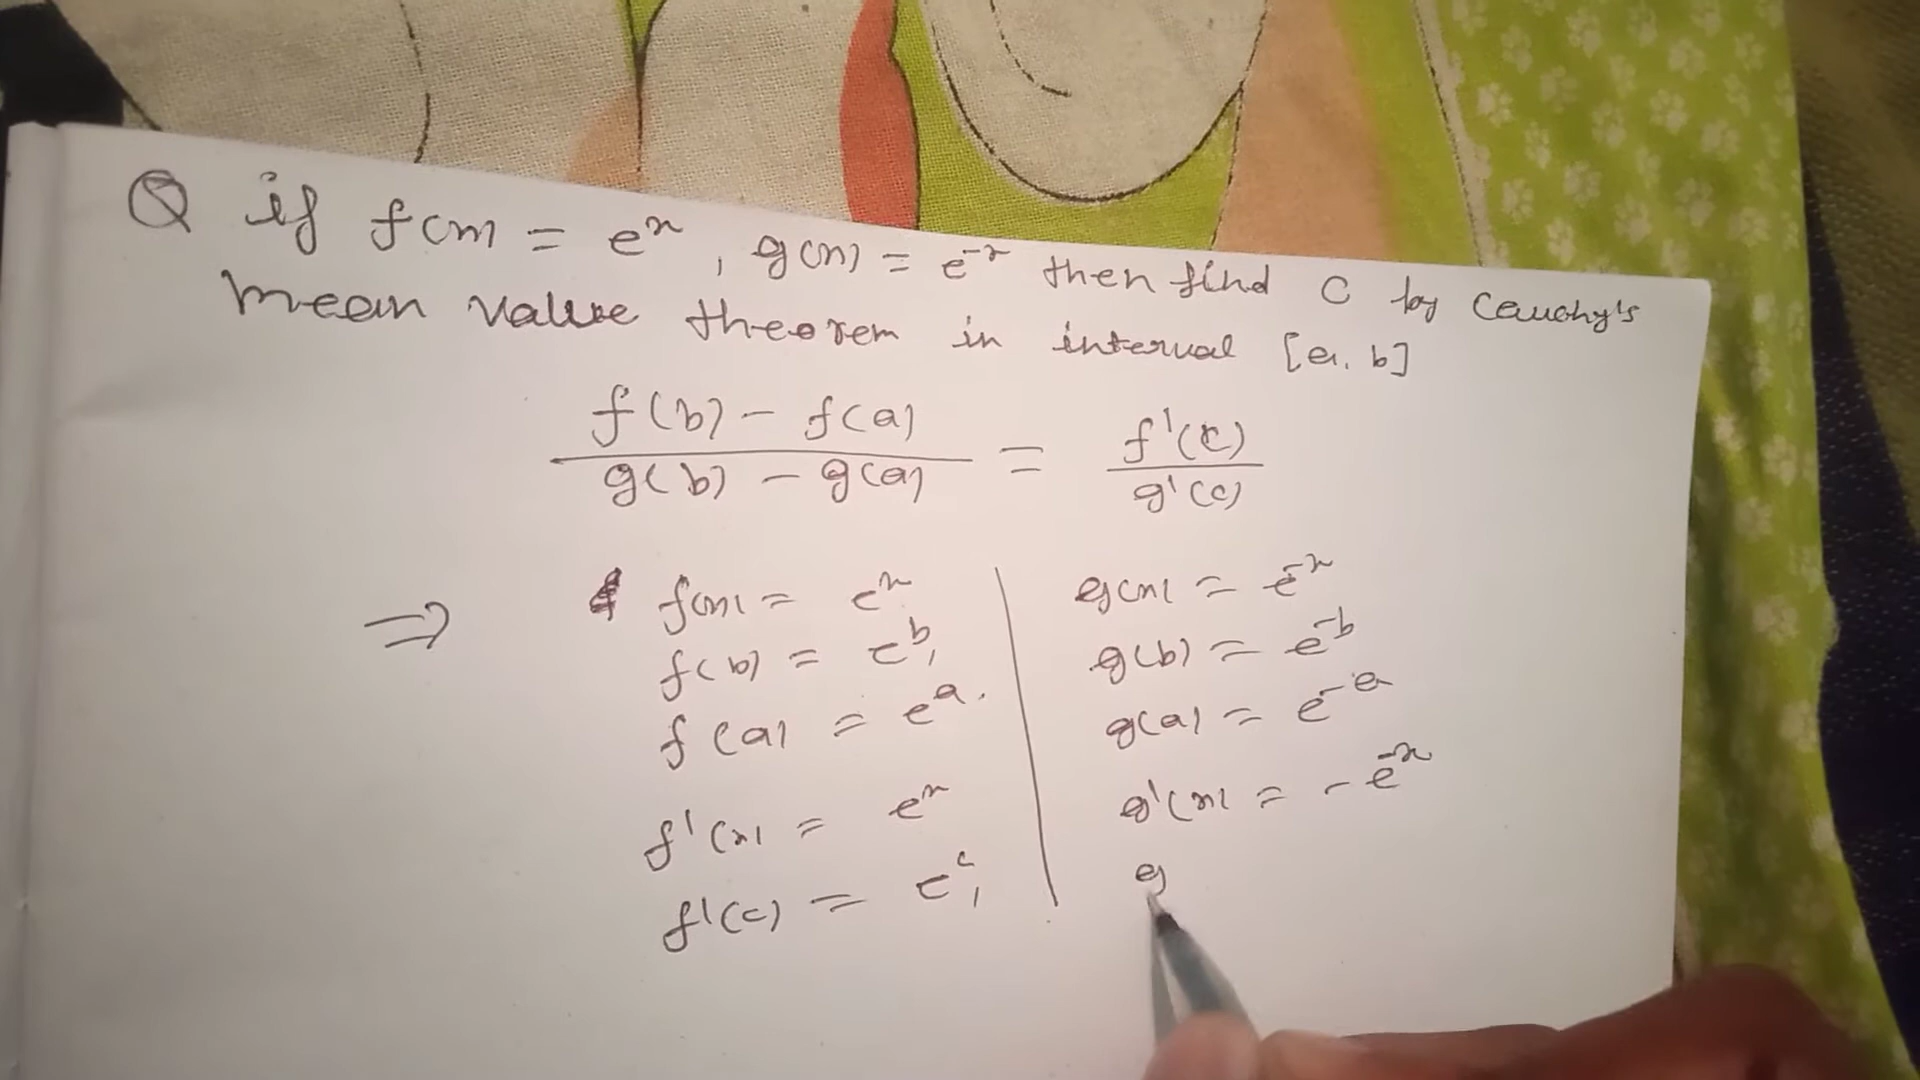 Q if f(x) = e^x , g(x) = e^-x then find C by Cauchy's
mean value theorem in interval [a, b]
f(b) - f(a) = f'(c)
g(b) - g(a) g'(c)
⇒ f(x) = e^x g(x) = e^-x
f(b) = e^b, g(b) = e^-b
f(a) = e^a. g(a) = e^-a
f'(x) = e^x g'(x) = -e^-x
f'(c) = e^c, g